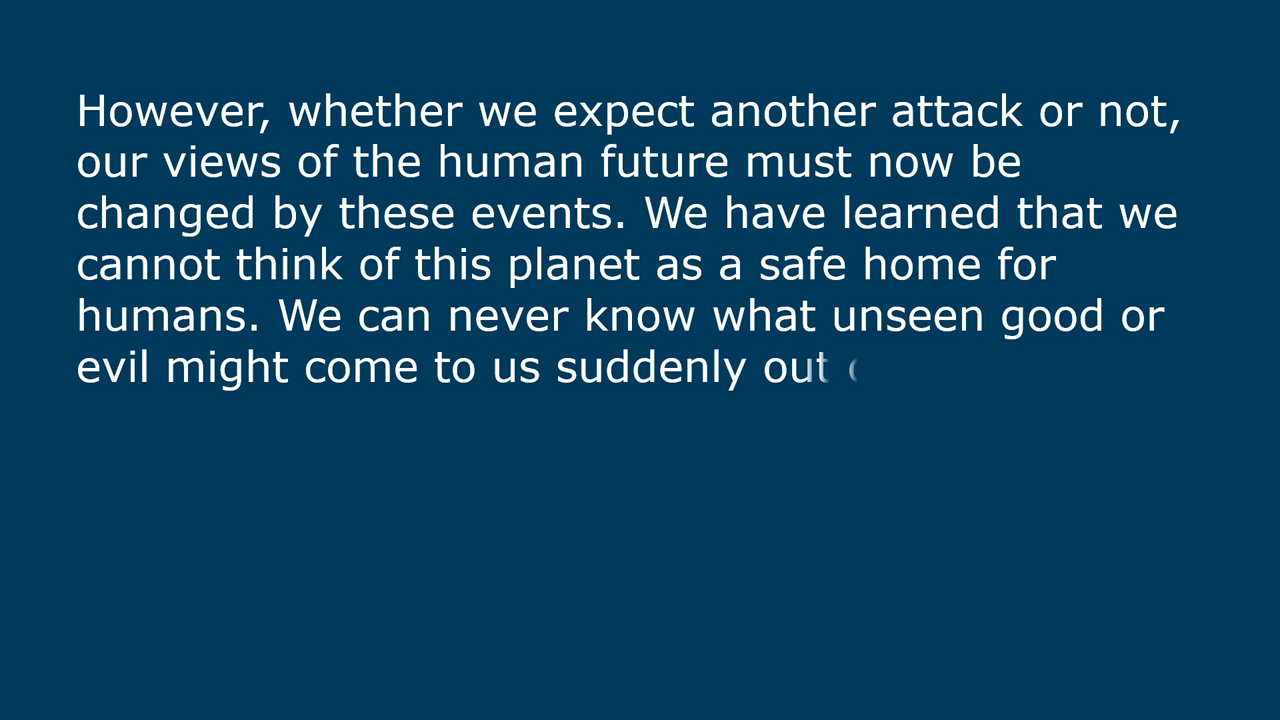 However, whether we expect another attack or not,
our views of the human future must now be
changed by these events. We have learned that we
cannot think of this planet as a safe home for
humans. We can never know what unseen good or
evil might come to us suddenly out